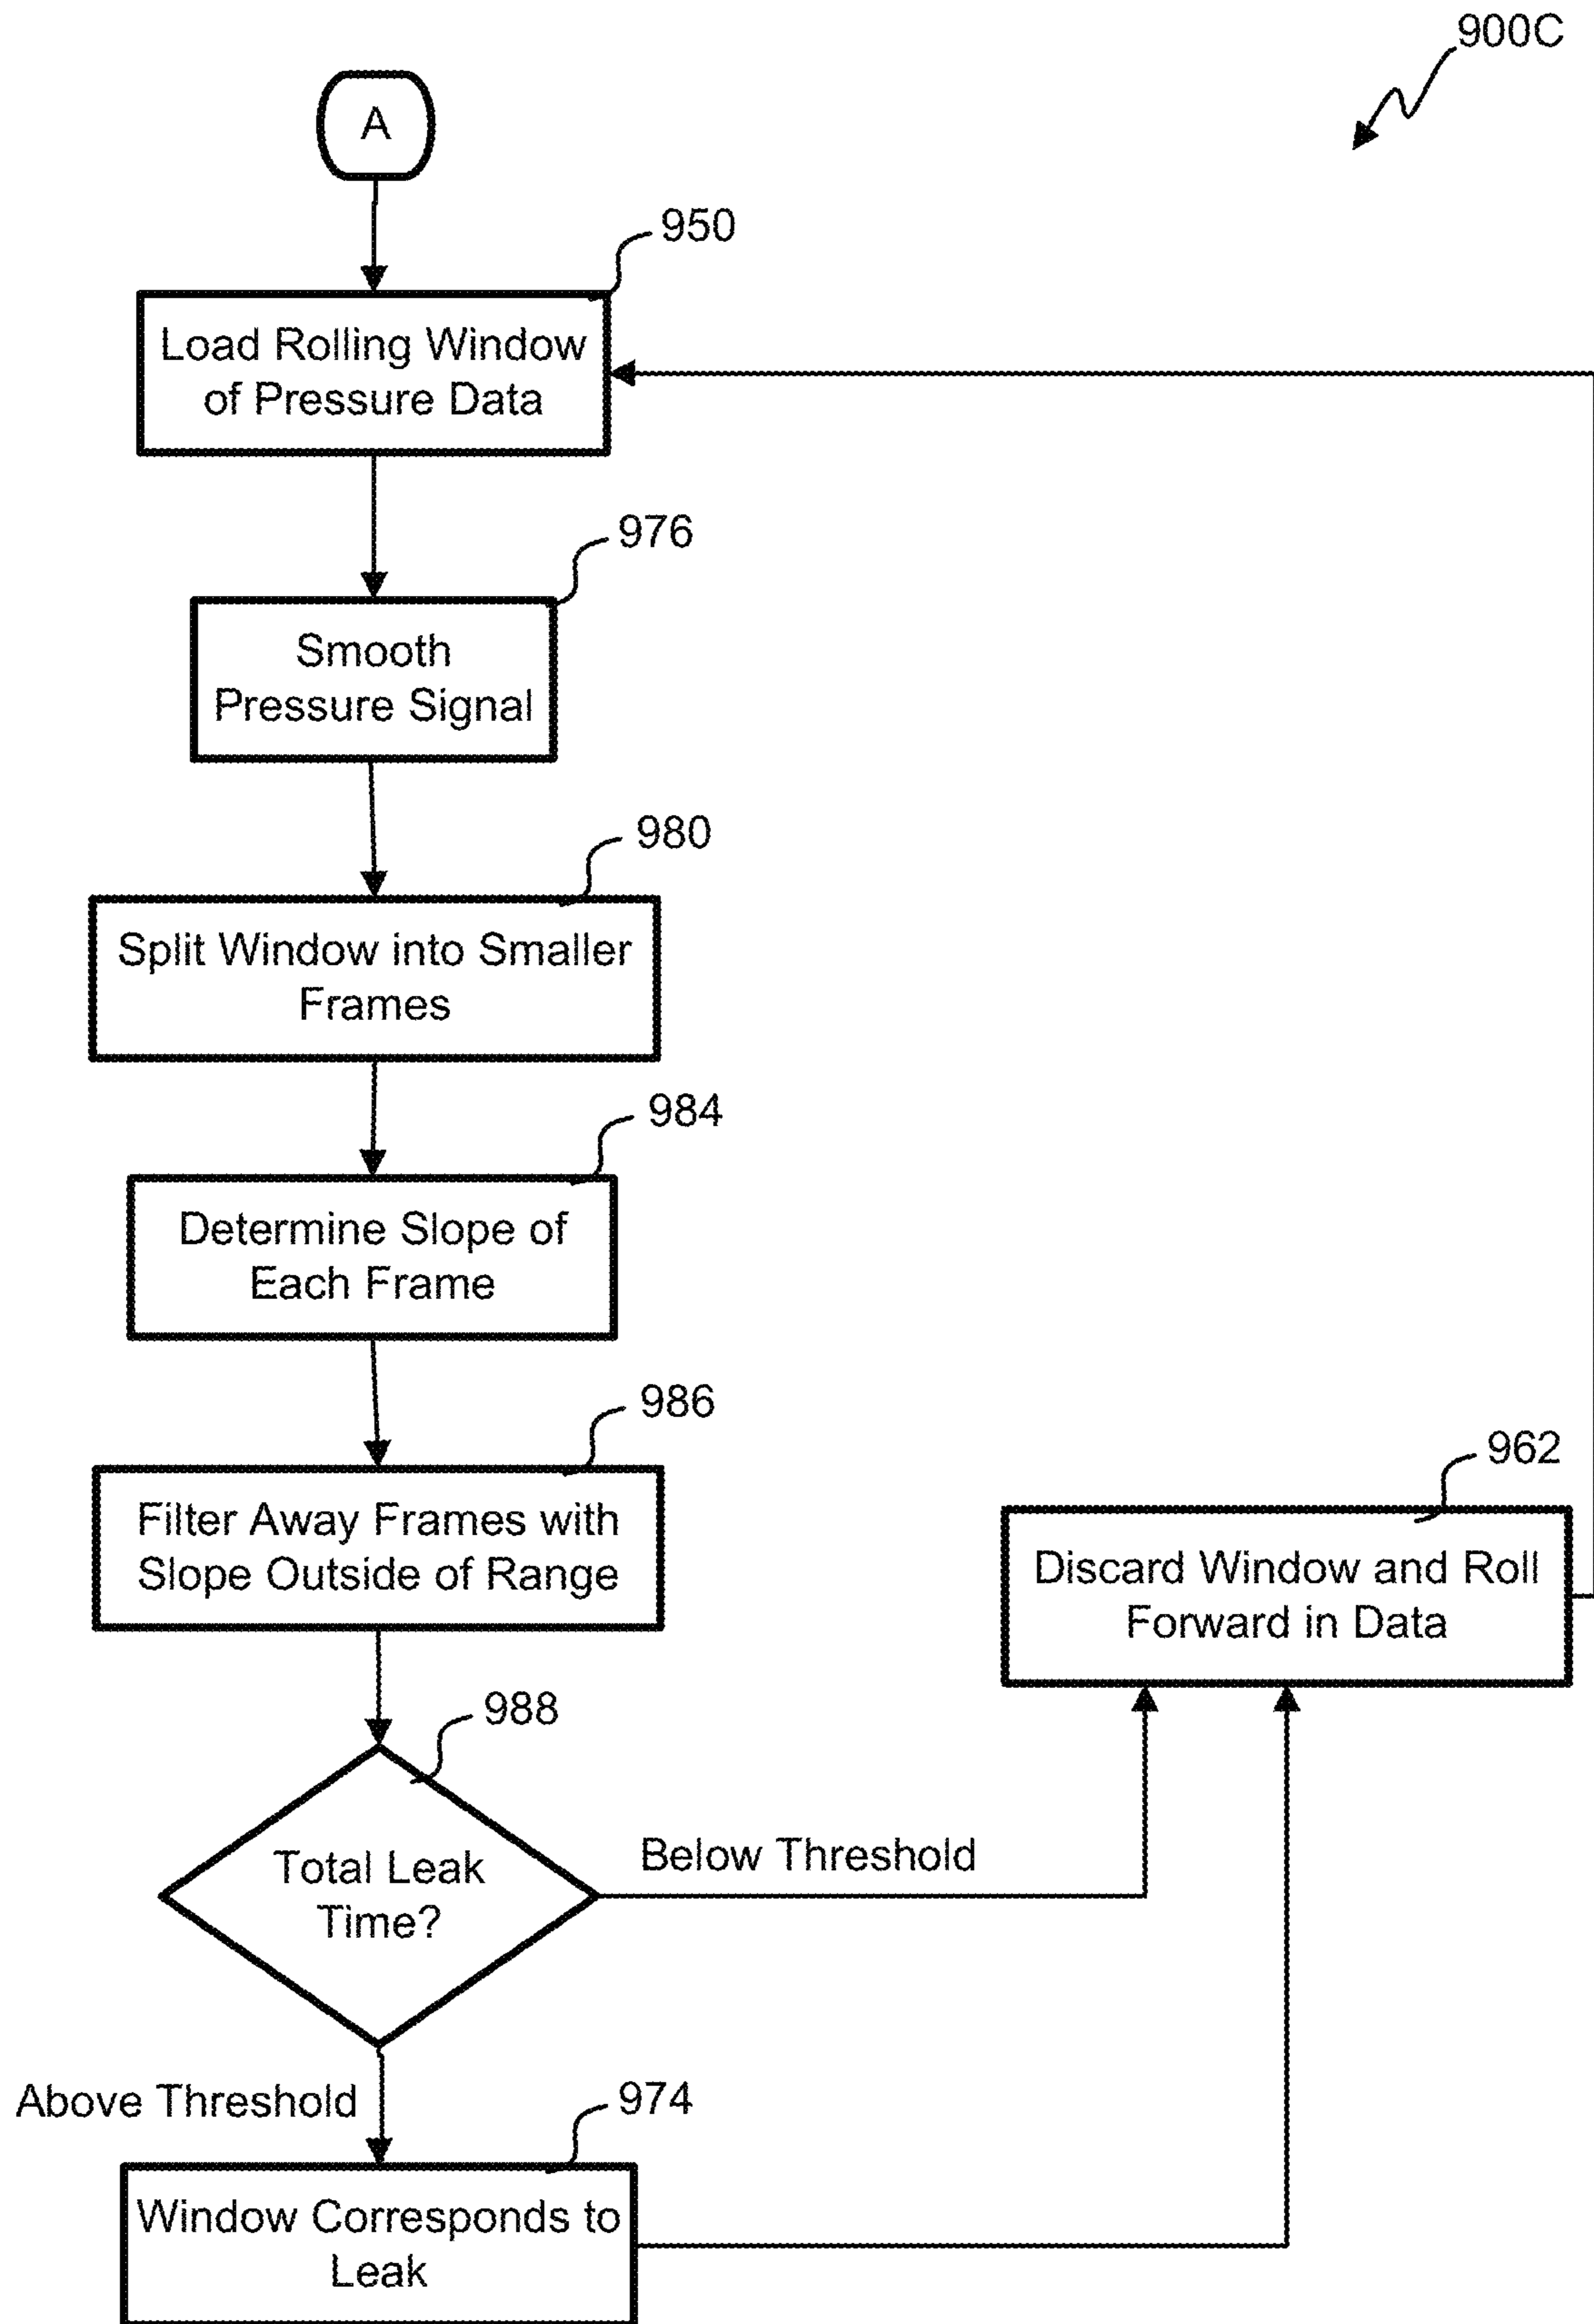 900C
A
950
Load Rolling Window
of Pressure Data
976
Smooth
Pressure Signal
980
Split Window into Smaller
Frames
984
Determine Slope of
Each Frame
986
Filter Away Frames with
Slope Outside of Range
962
Discard Window and Roll
Forward in Data
988
Total Leak
Time?
Below Threshold
Above Threshold
974
Window Corresponds to
Leak